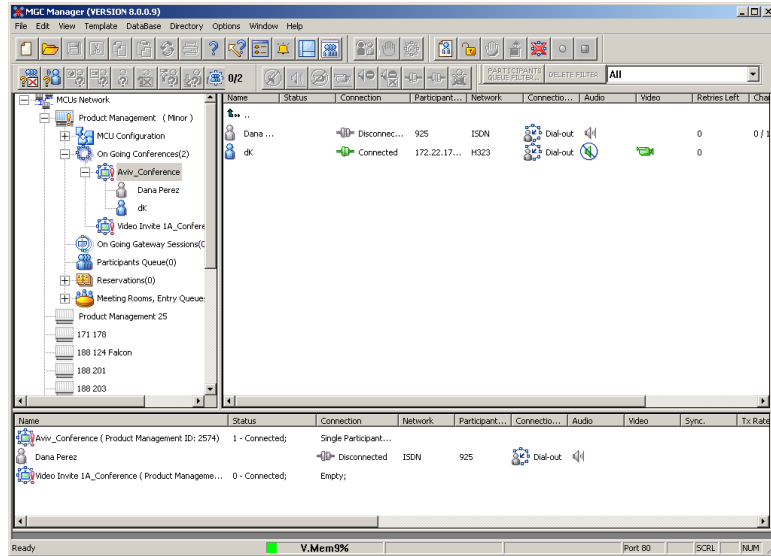 MGC Manager (VERSION 8.0.0.9)
File Edit View Template DataBase Directory Options Window Help
0/2 PARTICIPANTS QUEUE FILTER... DELETE FILTER All
MCUs Network
Product Management ( Minor )
MCU Configuration
On Going Conferences(2)
Aviv_Conference
Dana Perez
dK
Video Invite 1A_Confere
On Going Gateway Sessions(C
Participants Queue(0)
Reservations(0)
Meeting Rooms, Entry Queue:
Product Management 25
171 178
188 124 Falcon
188 201
188 203
Name Status Connection Participant... Network Connectio... Audio Video Retries Left Chan
..
Dana ... Disconnec... 925 ISDN Dial-out 0 0 / 1
dK Connected 172.22.17... H323 Dial-out 0
Name Status Connection Network Participant... Connectio... Audio Video Sync. Tx Rate
Aviv_Conference ( Product Management ID: 2574) 1 - Connected; Single Participant...
Dana Perez Disconnected ISDN 925 Dial-out
Video Invite 1A_Conference ( Product Manageme... 0 - Connected; Empty;
Ready V.Mem9% Port 80 SCRL NUM